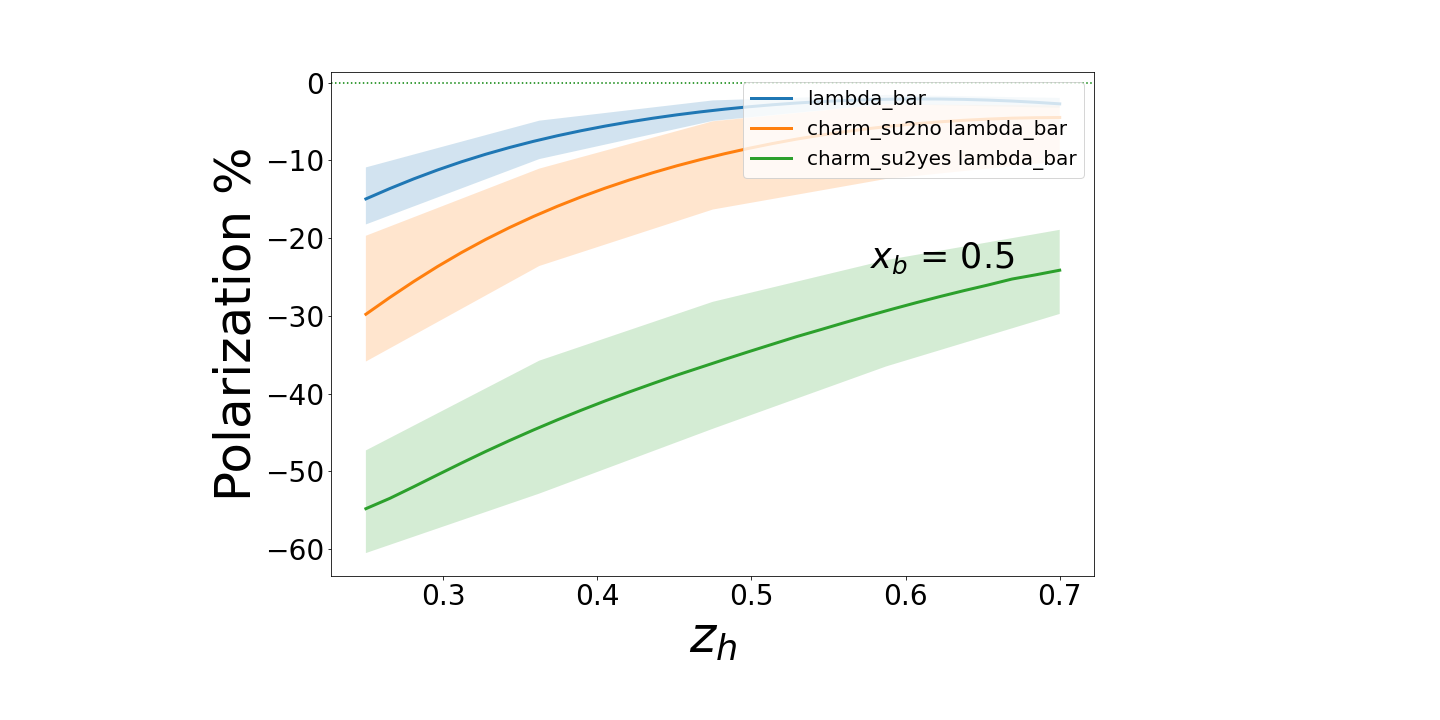 Polarization %
0
−10
−20
−30
−40
−50
−60
lambda_bar
charm_su2no lambda_bar
charm_su2yes lambda_bar
x_b = 0.5
0.3 0.4 0.5 0.6 0.7
z_h